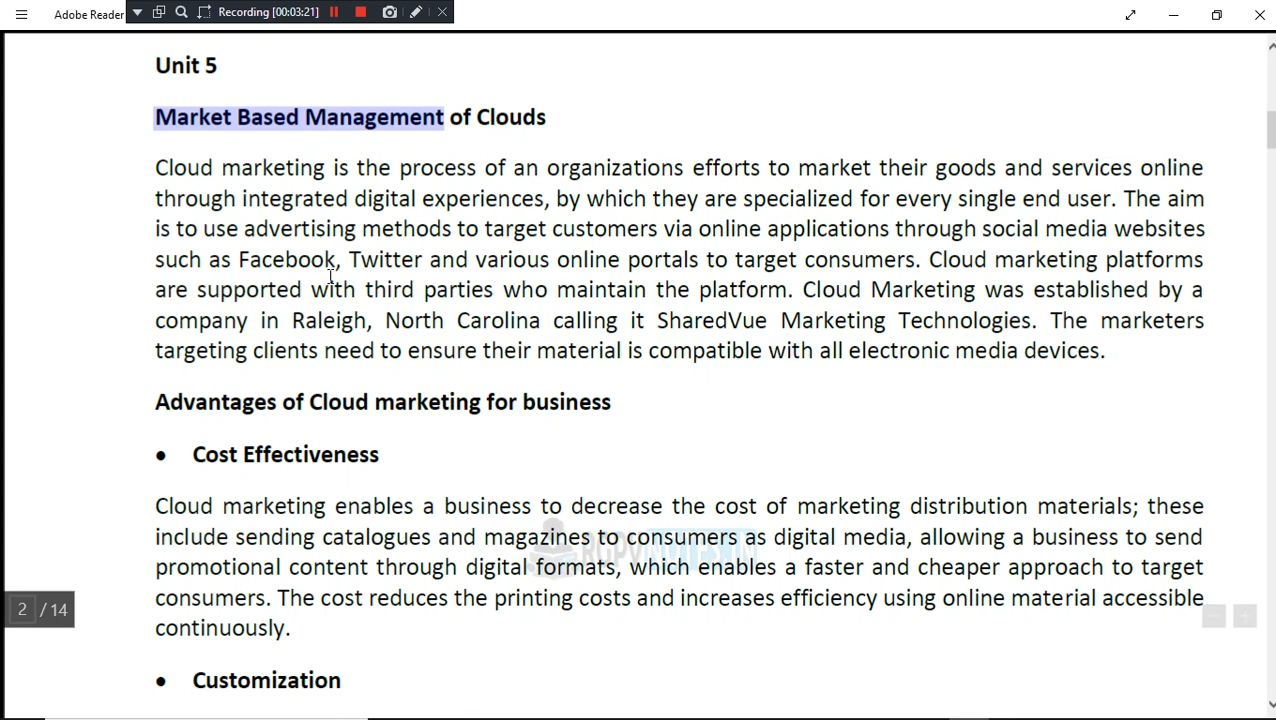 Adobe Reader
Recording [00:03:21]
Unit 5
Market Based Management of Clouds
Cloud marketing is the process of an organizations efforts to market their goods and services online
through integrated digital experiences, by which they are specialized for every single end user. The aim
is to use advertising methods to target customers via online applications through social media websites
such as Facebook, Twitter and various online portals to target consumers. Cloud marketing platforms
are supported with third parties who maintain the platform. Cloud Marketing was established by a
company in Raleigh, North Carolina calling it SharedVue Marketing Technologies. The marketers
targeting clients need to ensure their material is compatible with all electronic media devices.
Advantages of Cloud marketing for business
• Cost Effectiveness
Cloud marketing enables a business to decrease the cost of marketing distribution materials; these
include sending catalogues and magazines to consumers as digital media, allowing a business to send
RGPVNOTES.IN
promotional content through digital formats, which enables a faster and cheaper approach to target
consumers. The cost reduces the printing costs and increases efficiency using online material accessible
2 / 14
continuously.
• Customization